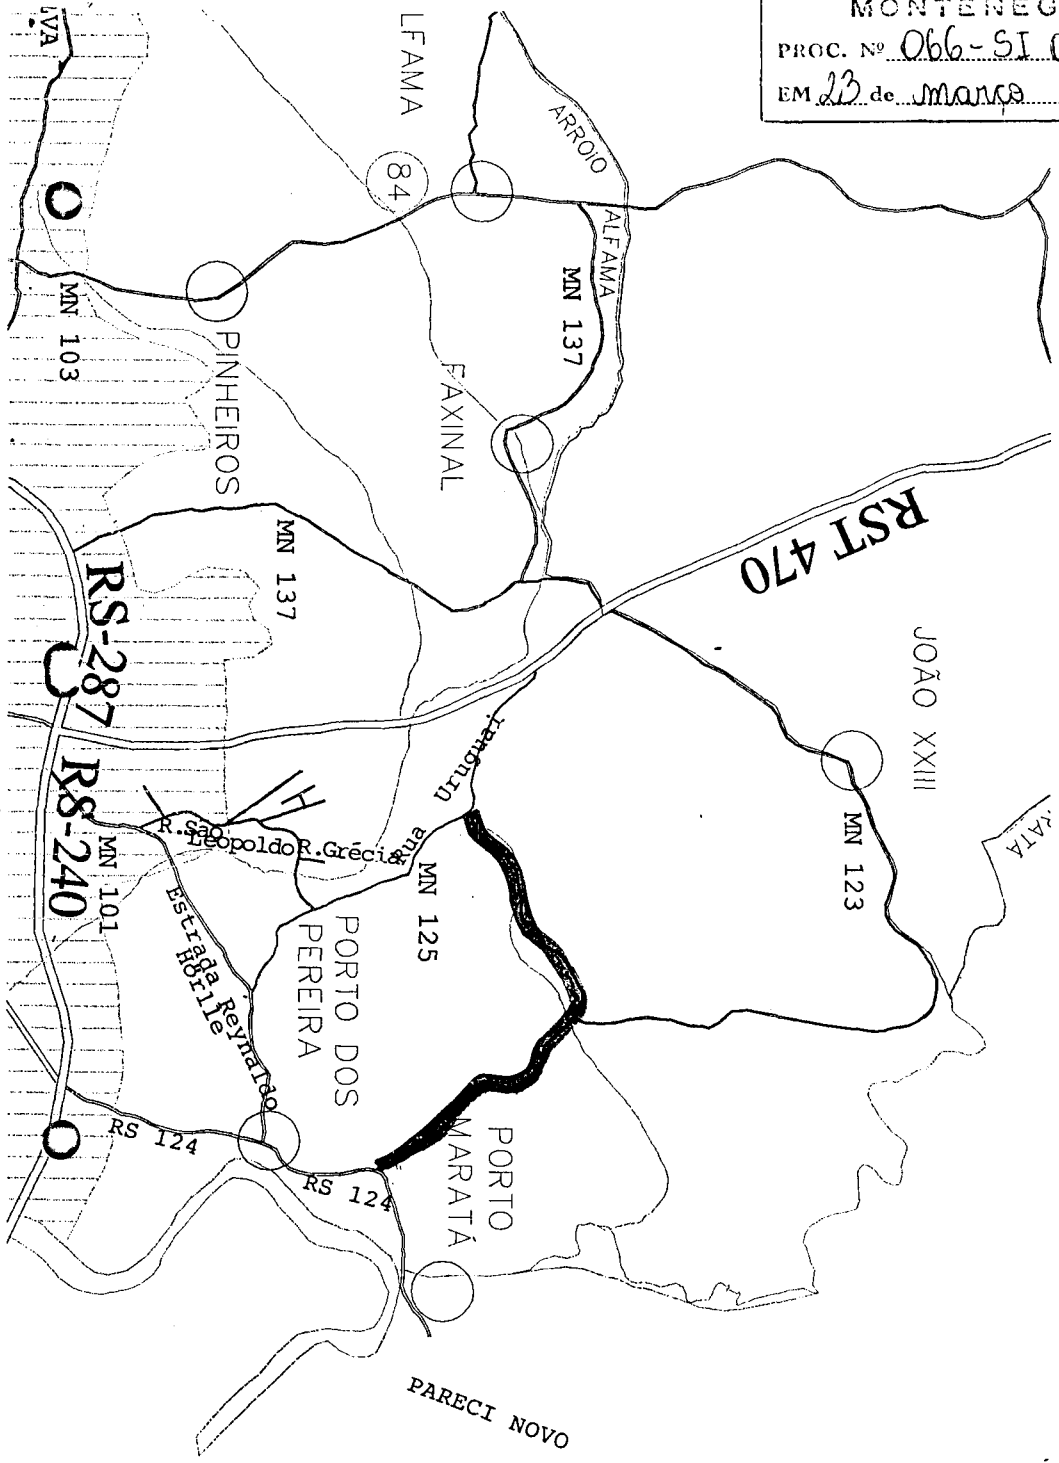 MONTENEG
PROC. Nº 066-SI
EM 23 de março
LVA
LFAMA
84
ARROIO
ALFAMA
MN 137
MN 103
PINHEIROS
FAXINAL
RST 470
MN 137
RS-287
JOÃO XXIII
Rua Uruguai
RS-240
R.São
Leopoldo
R.Grécia
MN 101
MN 125
MN 123
RATÁ
Estrada Reynaldo
Hörlle
PORTO DOS
PEREIRA
PORTO
MARATÁ
RS 124
RS 124
PARECI NOVO